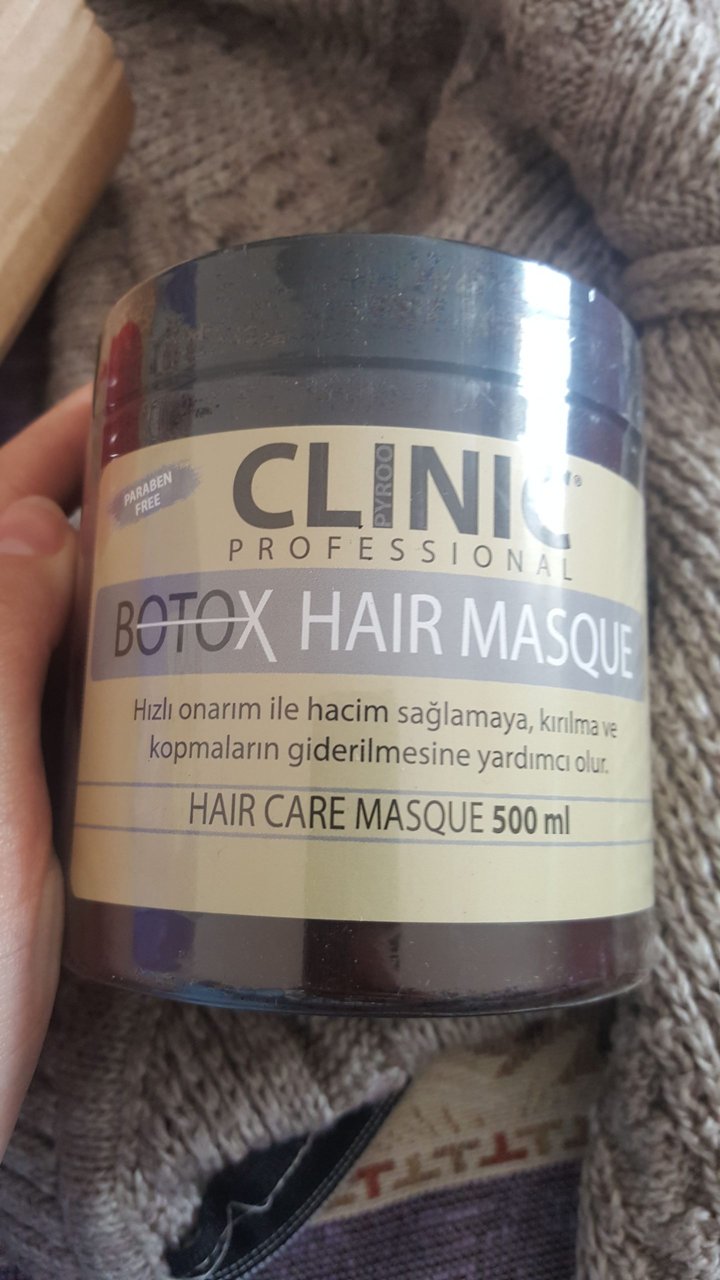 PARABEN
FREE
CLINIC®
PYROO
PROFESSIONAL
BOTOX HAIR MASQUE
Hızlı onarım ile hacim sağlamaya, kırılma ve
kopmaların giderilmesine yardımcı olur.
HAIR CARE MASQUE 500 ml